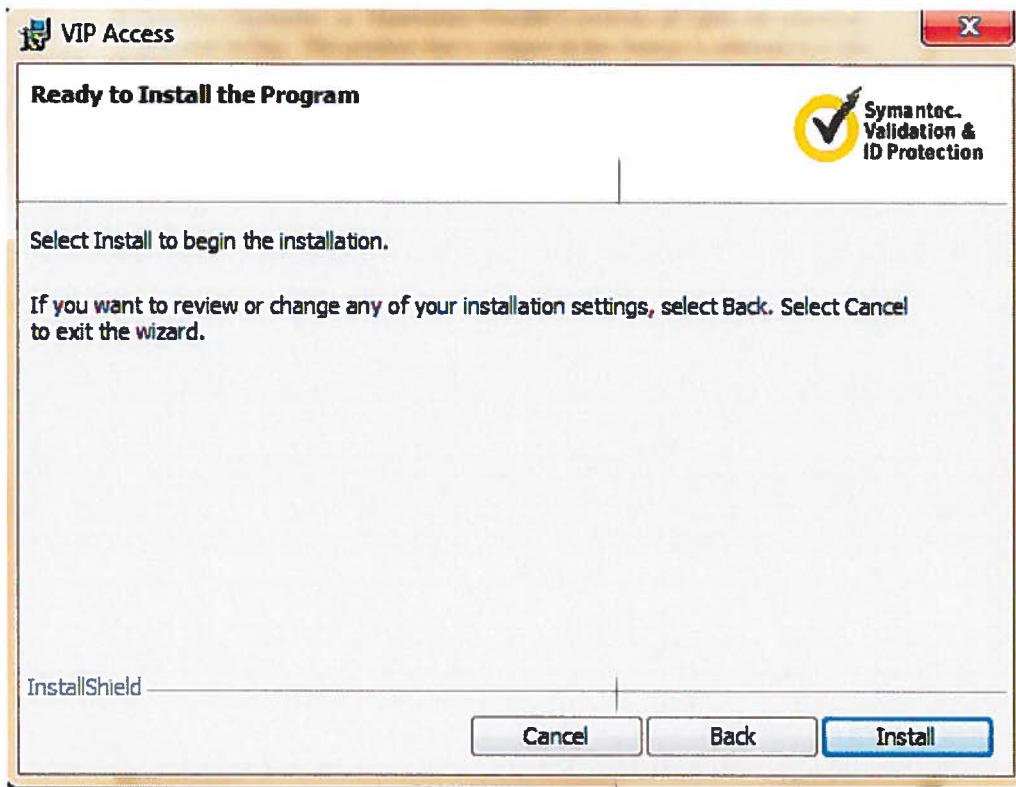 VIP Access
Ready to Install the Program
Symantec.
Validation &
ID Protection
Select Install to begin the installation.
If you want to review or change any of your installation settings, select Back. Select Cancel
to exit the wizard.
InstallShield
Cancel
Back
Install